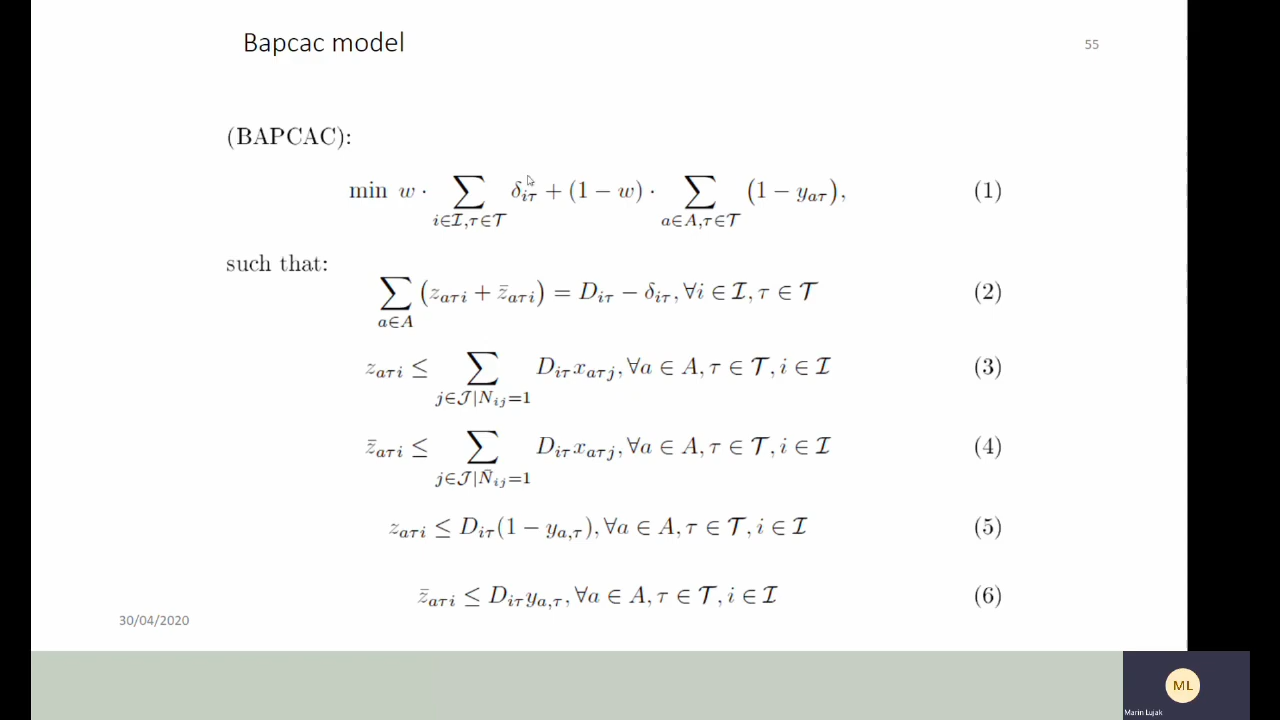 Bapcac model
55
(BAPCAC):
min w · ∑_{i∈ℐ,τ∈𝒯} δ_{iτ} + (1 − w) · ∑_{a∈A,τ∈𝒯} (1 − y_{aτ}), (1)
such that:
∑_{a∈A} (z_{aτi} + z̄_{aτi}) = D_{iτ} − δ_{iτ}, ∀i ∈ ℐ, τ ∈ 𝒯 (2)
z_{aτi} ≤ ∑_{j∈𝒥|N_{ij}=1} D_{iτ}x_{aτj}, ∀a ∈ A, τ ∈ 𝒯, i ∈ ℐ (3)
z̄_{aτi} ≤ ∑_{j∈𝒥|N̄_{ij}=1} D_{iτ}x_{aτj}, ∀a ∈ A, τ ∈ 𝒯, i ∈ ℐ (4)
z_{aτi} ≤ D_{iτ}(1 − y_{a,τ}), ∀a ∈ A, τ ∈ 𝒯, i ∈ ℐ (5)
z̄_{aτi} ≤ D_{iτ}y_{a,τ}, ∀a ∈ A, τ ∈ 𝒯, i ∈ ℐ (6)
30/04/2020
ML
Marin Lujak